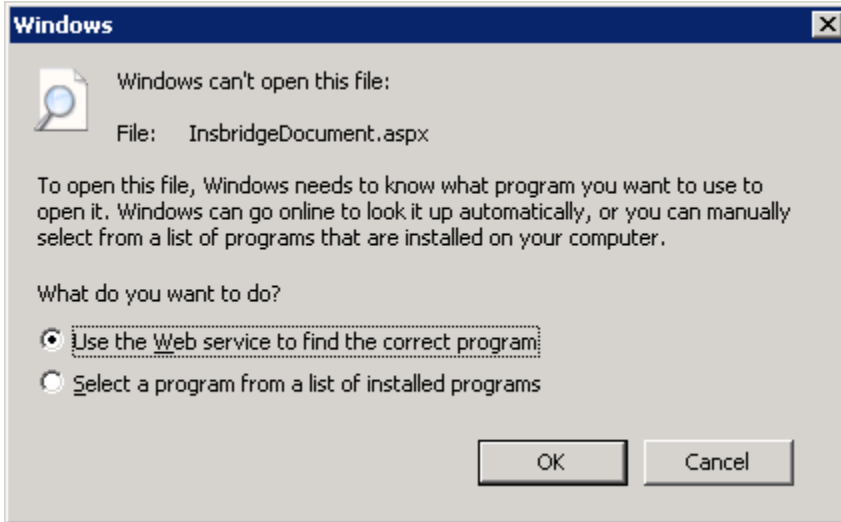 Windows
Windows can't open this file:
File: InsbridgeDocument.aspx
To open this file, Windows needs to know what program you want to use to
open it. Windows can go online to look it up automatically, or you can manually
select from a list of programs that are installed on your computer.
What do you want to do?
Use the Web service to find the correct program
Select a program from a list of installed programs
OK Cancel